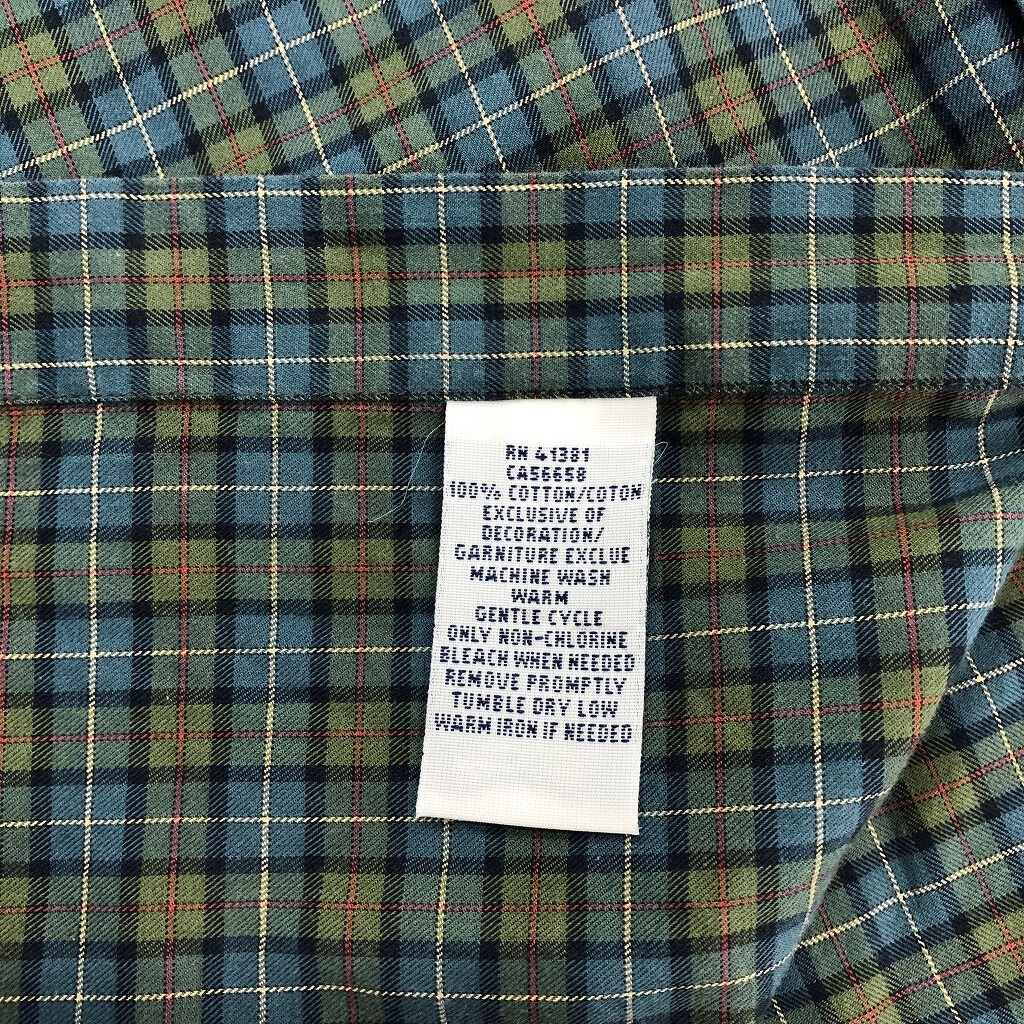 RN 41381
CA56658
100% COTTON/COTON
EXCLUSIVE OF
DECORATION/
GARNITURE EXCLUE
MACHINE WASH
WARM
GENTLE CYCLE
ONLY NON-CHLORINE
BLEACH WHEN NEEDED
REMOVE PROMPTLY
TUMBLE DRY LOW
WARM IRON IF NEEDED